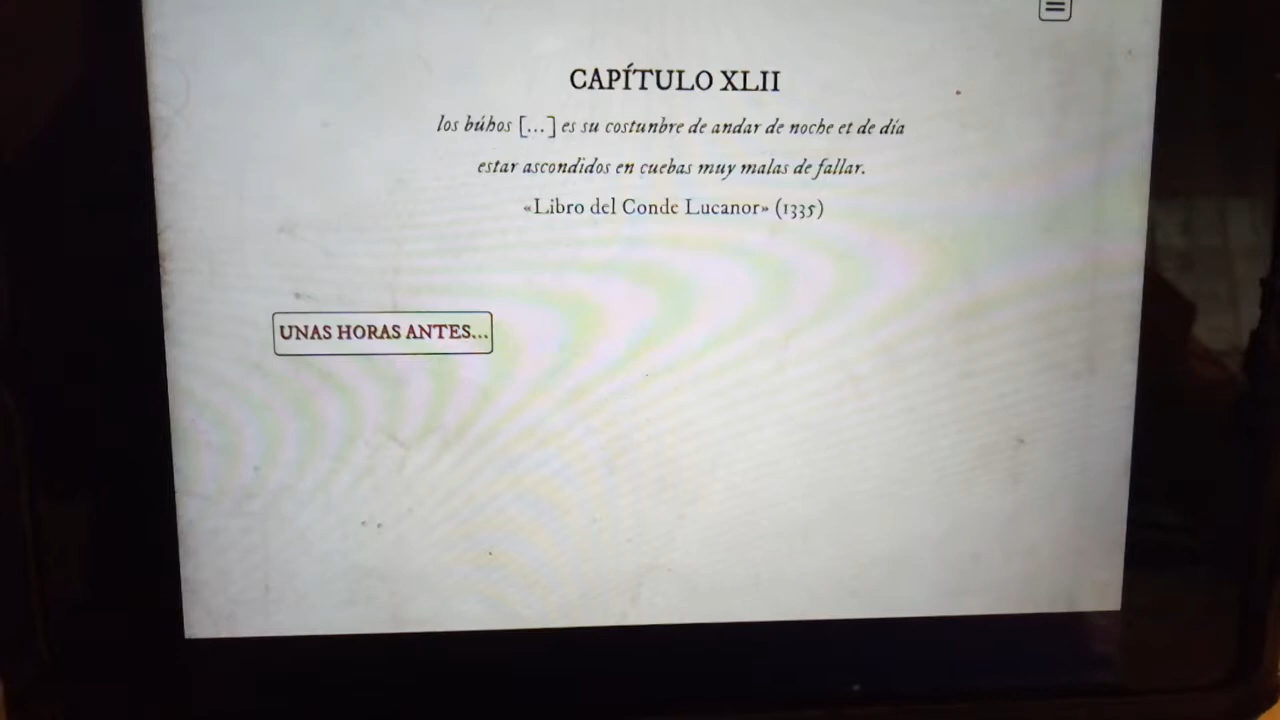 CAPÍTULO XLII
los búhos [...] es su costunbre de andar de noche et de día
estar ascondidos en cuebas muy malas de fallar.
«Libro del Conde Lucanor» (1335)
UNAS HORAS ANTES...